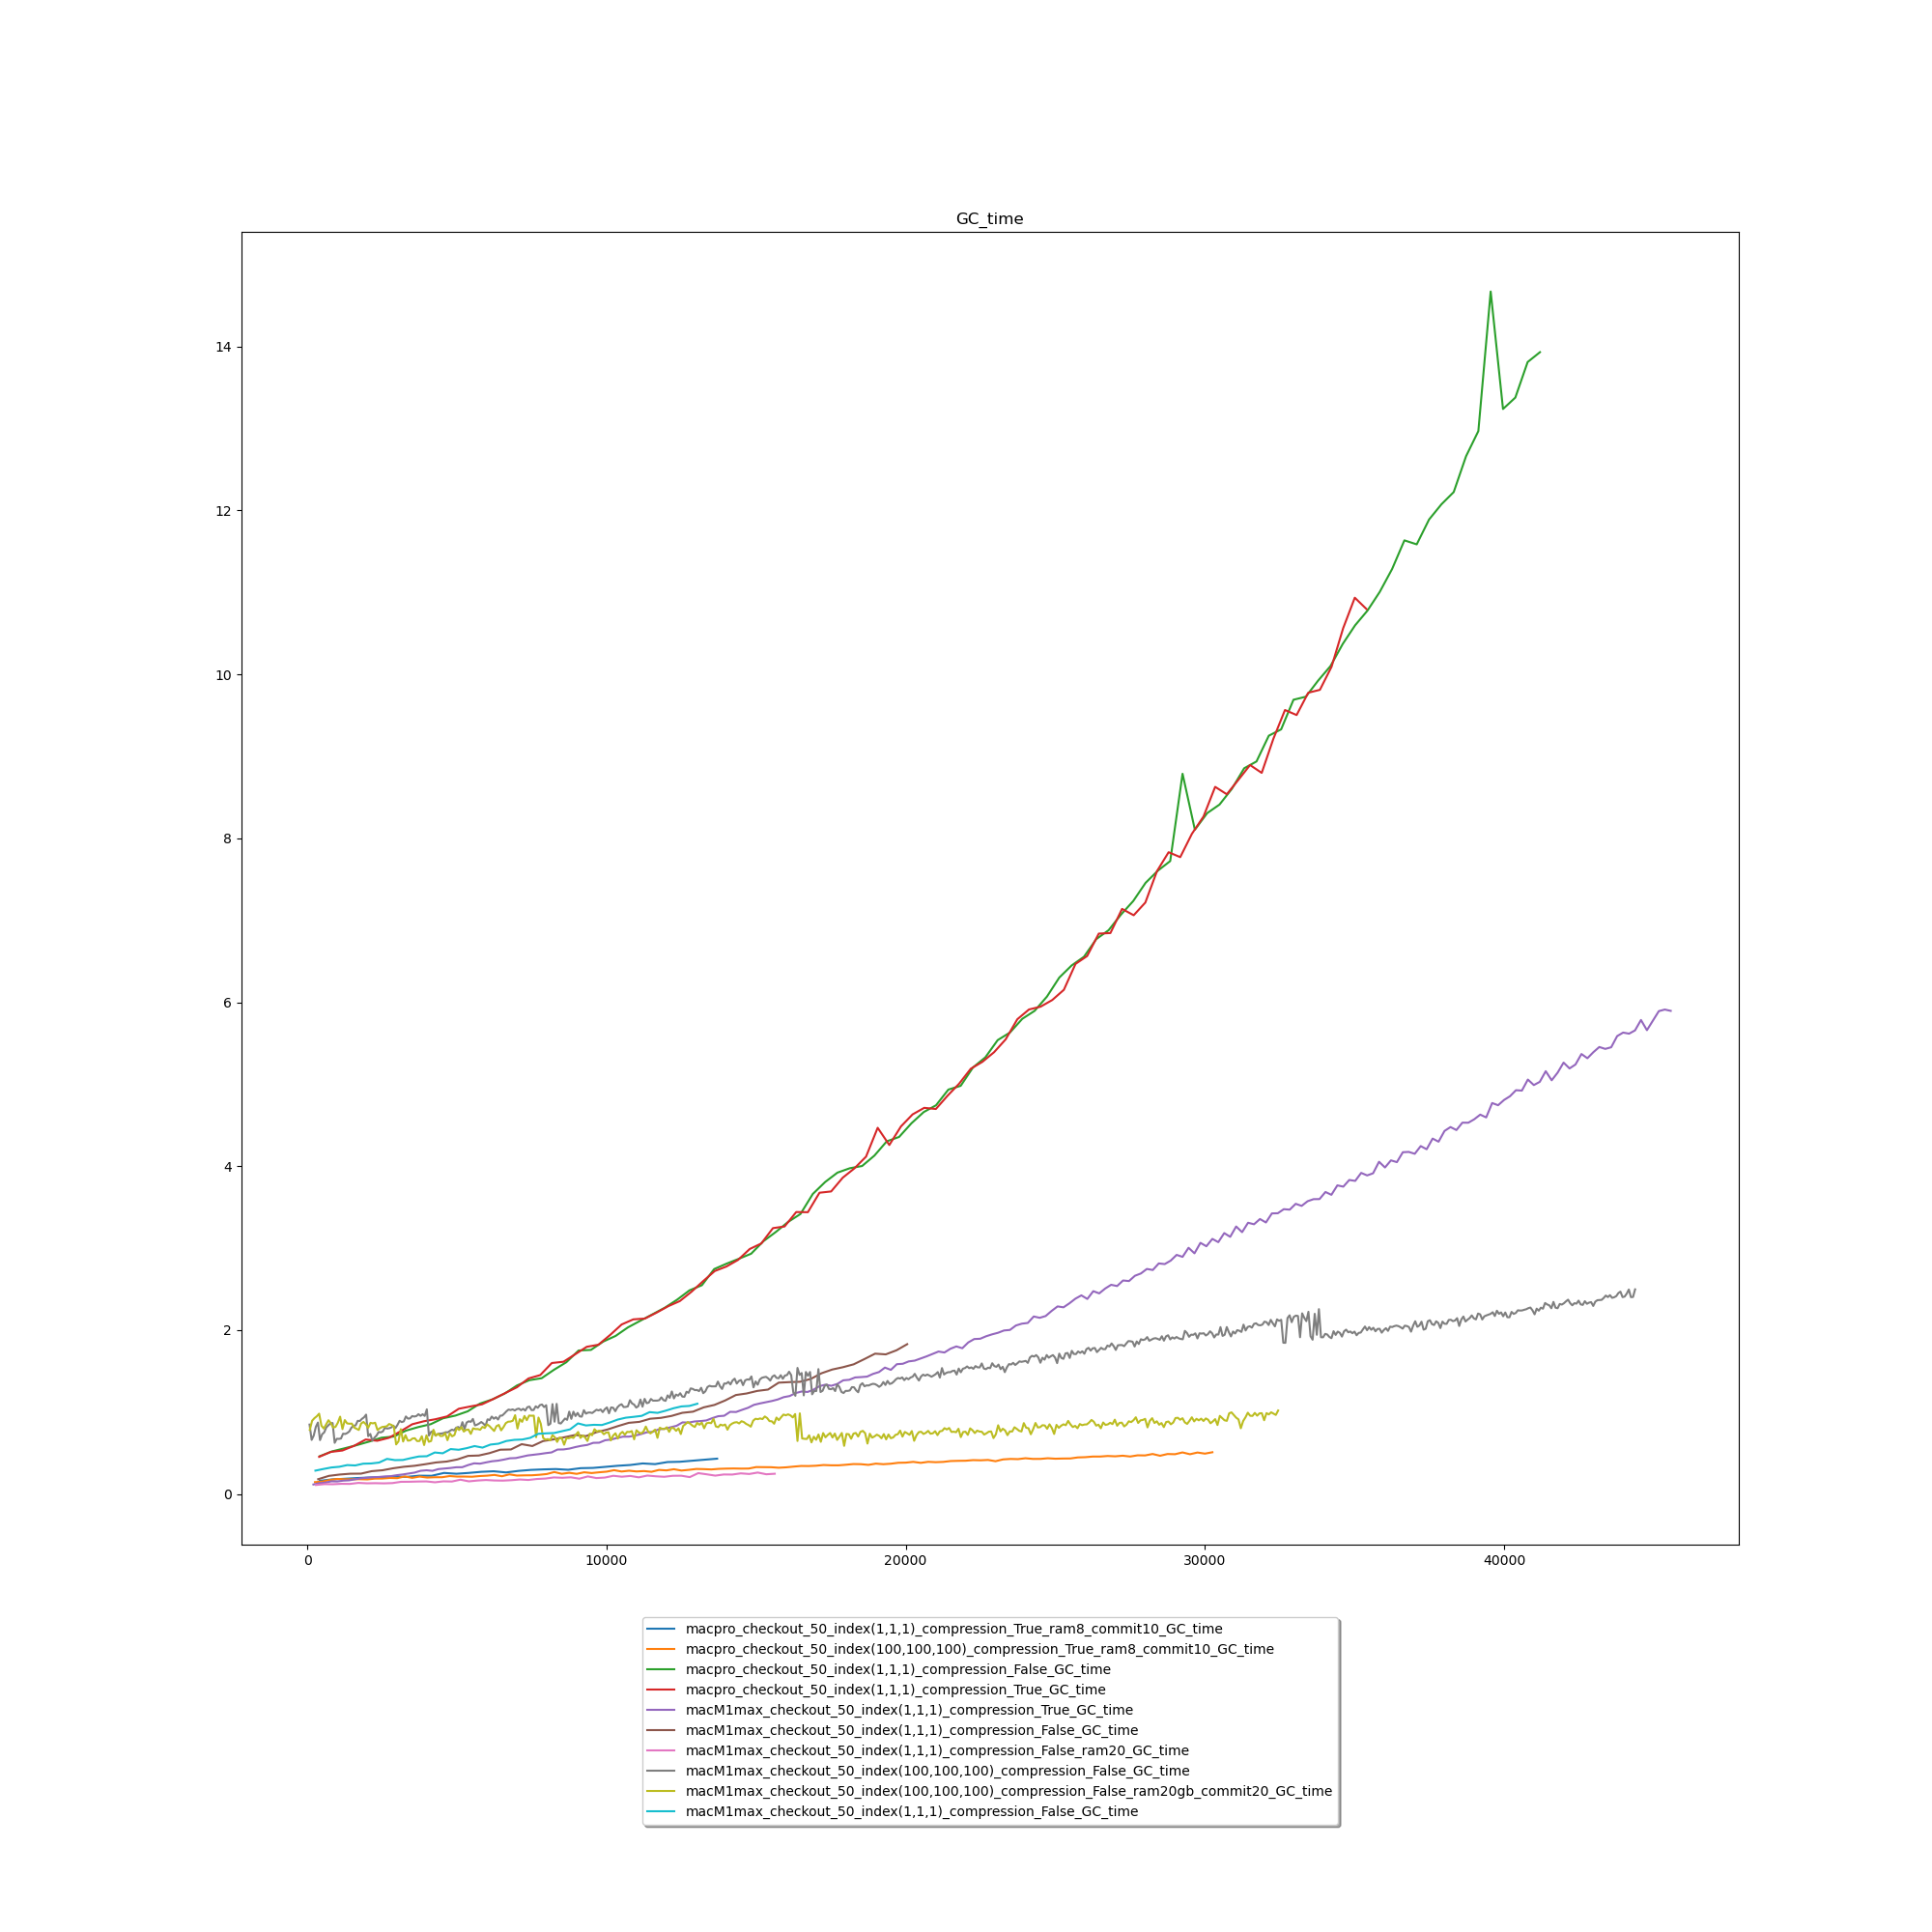 GC_time
14
12
10
8
6
4
2
0
0 10000 20000 30000 40000
macpro_checkout_50_index(1,1,1)_compression_True_ram8_commit10_GC_time
macpro_checkout_50_index(100,100,100)_compression_True_ram8_commit10_GC_time
macpro_checkout_50_index(1,1,1)_compression_False_GC_time
macpro_checkout_50_index(1,1,1)_compression_True_GC_time
macM1max_checkout_50_index(1,1,1)_compression_True_GC_time
macM1max_checkout_50_index(1,1,1)_compression_False_GC_time
macM1max_checkout_50_index(1,1,1)_compression_False_ram20_GC_time
macM1max_checkout_50_index(100,100,100)_compression_False_GC_time
macM1max_checkout_50_index(100,100,100)_compression_False_ram20gb_commit20_GC_time
macM1max_checkout_50_index(1,1,1)_compression_False_GC_time